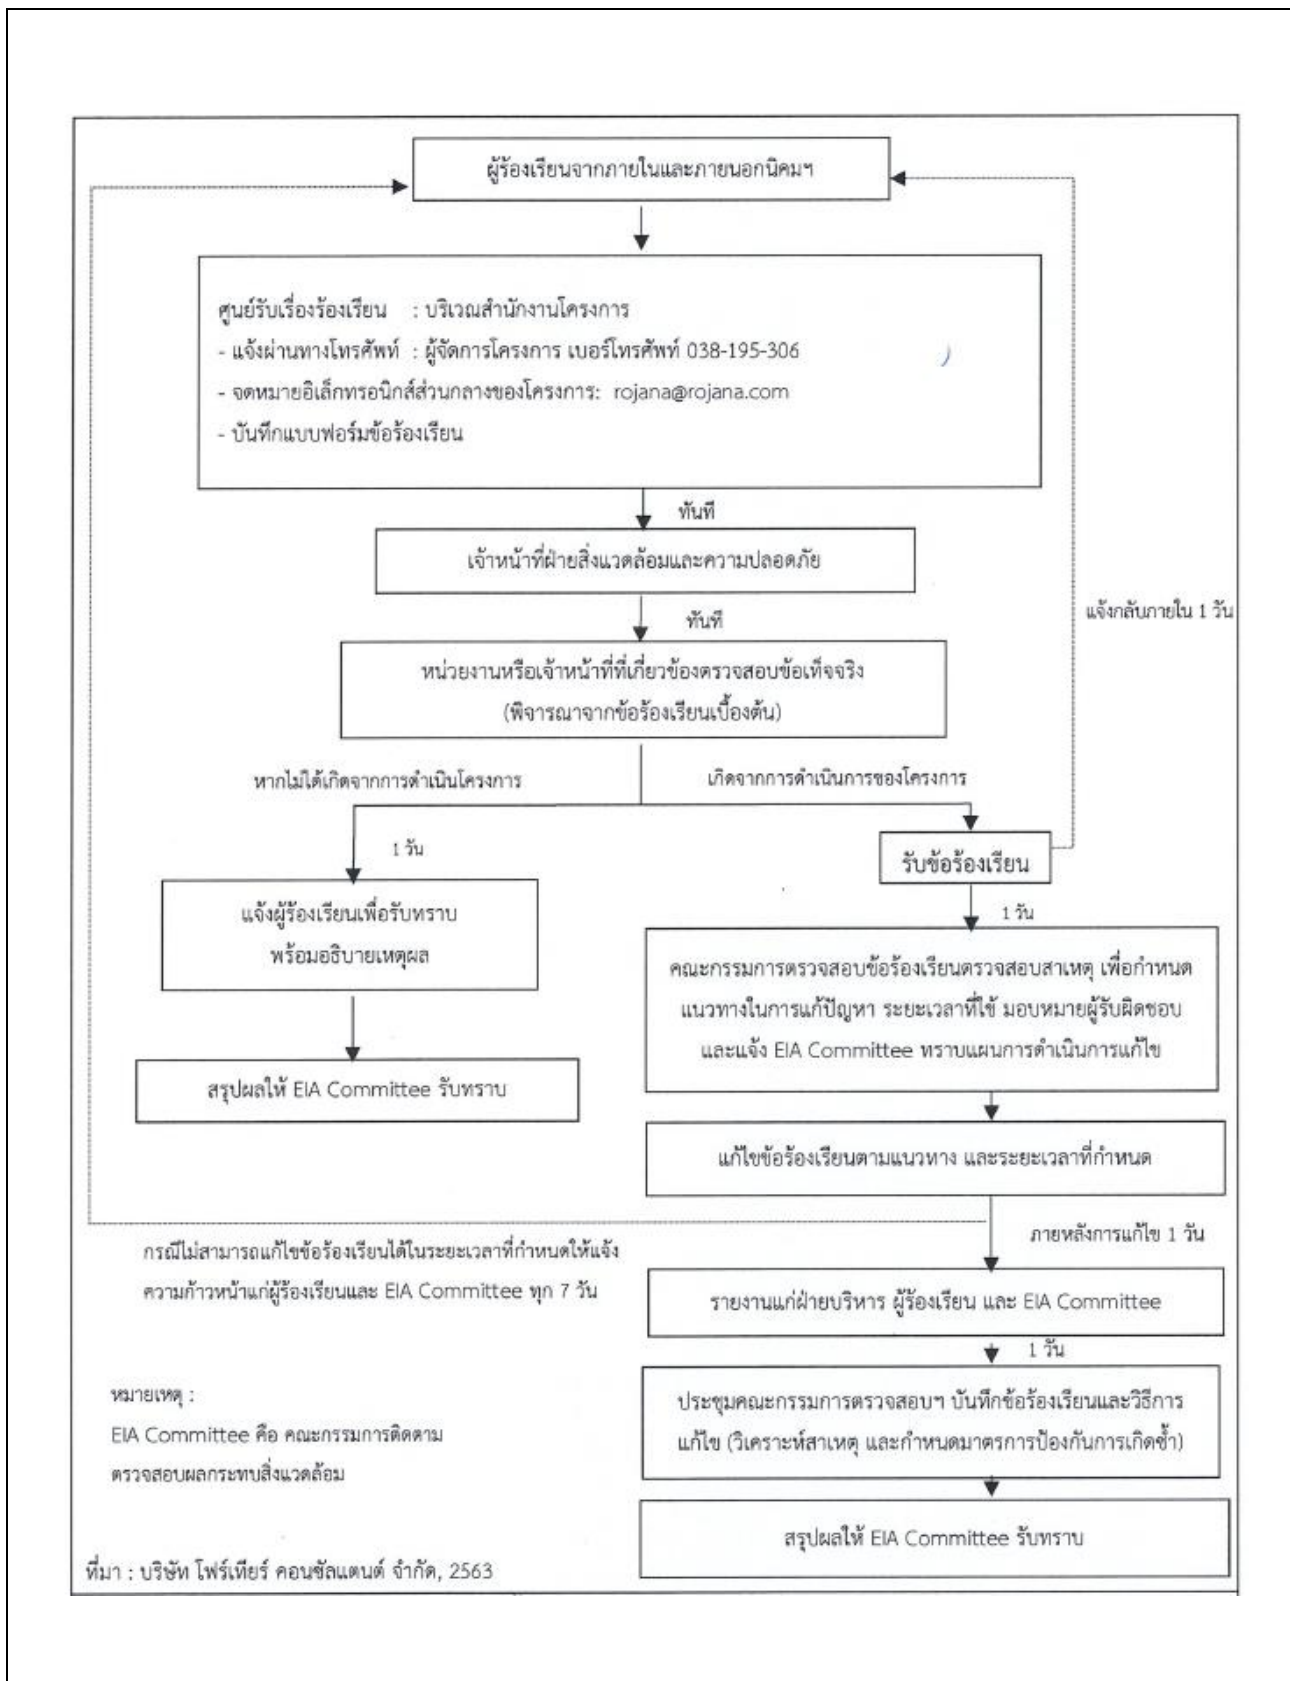 ผู้ร้องเรียนจากภายในและภายนอกนิคมฯ
ศูนย์รับเรื่องร้องเรียน : บริเวณสำนักงานโครงการ
- แจ้งผ่านทางโทรศัพท์ : ผู้จัดการโครงการ เบอร์โทรศัพท์ 038-195-306
- จดหมายอิเล็กทรอนิกส์ส่วนกลางของโครงการ: rojana@rojana.com
- บันทึกแบบฟอร์มข้อร้องเรียน
ทันที
เจ้าหน้าที่ฝ่ายสิ่งแวดล้อมและความปลอดภัย
แจ้งกลับภายใน 1 วัน
ทันที
หน่วยงานหรือเจ้าหน้าที่ที่เกี่ยวข้องตรวจสอบข้อเท็จจริง
(พิจารณาจากข้อร้องเรียนเบื้องต้น)
หากไม่ได้เกิดจากการดำเนินโครงการ
เกิดจากการดำเนินการของโครงการ
1 วัน
รับข้อร้องเรียน
แจ้งผู้ร้องเรียนเพื่อรับทราบ
พร้อมอธิบายเหตุผล
สรุปผลให้ EIA Committee รับทราบ
1 วัน
คณะกรรมการตรวจสอบข้อร้องเรียนตรวจสอบสาเหตุ เพื่อกำหนด
แนวทางในการแก้ปัญหา ระยะเวลาที่ใช้ มอบหมายผู้รับผิดชอบ
และแจ้ง EIA Committee ทราบแผนการดำเนินการแก้ไข
แก้ไขข้อร้องเรียนตามแนวทาง และระยะเวลาที่กำหนด
ภายหลังการแก้ไข 1 วัน
กรณีไม่สามารถแก้ไขข้อร้องเรียนได้ในระยะเวลาที่กำหนดให้แจ้ง
ความก้าวหน้าแก่ผู้ร้องเรียนและ EIA Committee ทุก 7 วัน
รายงานแก่ฝ่ายบริหาร ผู้ร้องเรียน และ EIA Committee
1 วัน
ประชุมคณะกรรมการตรวจสอบฯ บันทึกข้อร้องเรียนและวิธีการ
แก้ไข (วิเคราะห์สาเหตุ และกำหนดมาตรการป้องกันการเกิดซ้ำ)
สรุปผลให้ EIA Committee รับทราบ
หมายเหตุ :
EIA Committee คือ คณะกรรมการติดตาม
ตรวจสอบผลกระทบสิ่งแวดล้อม
ที่มา : บริษัท โฟร์เทียร์ คอนซัลแตนต์ จำกัด, 2563